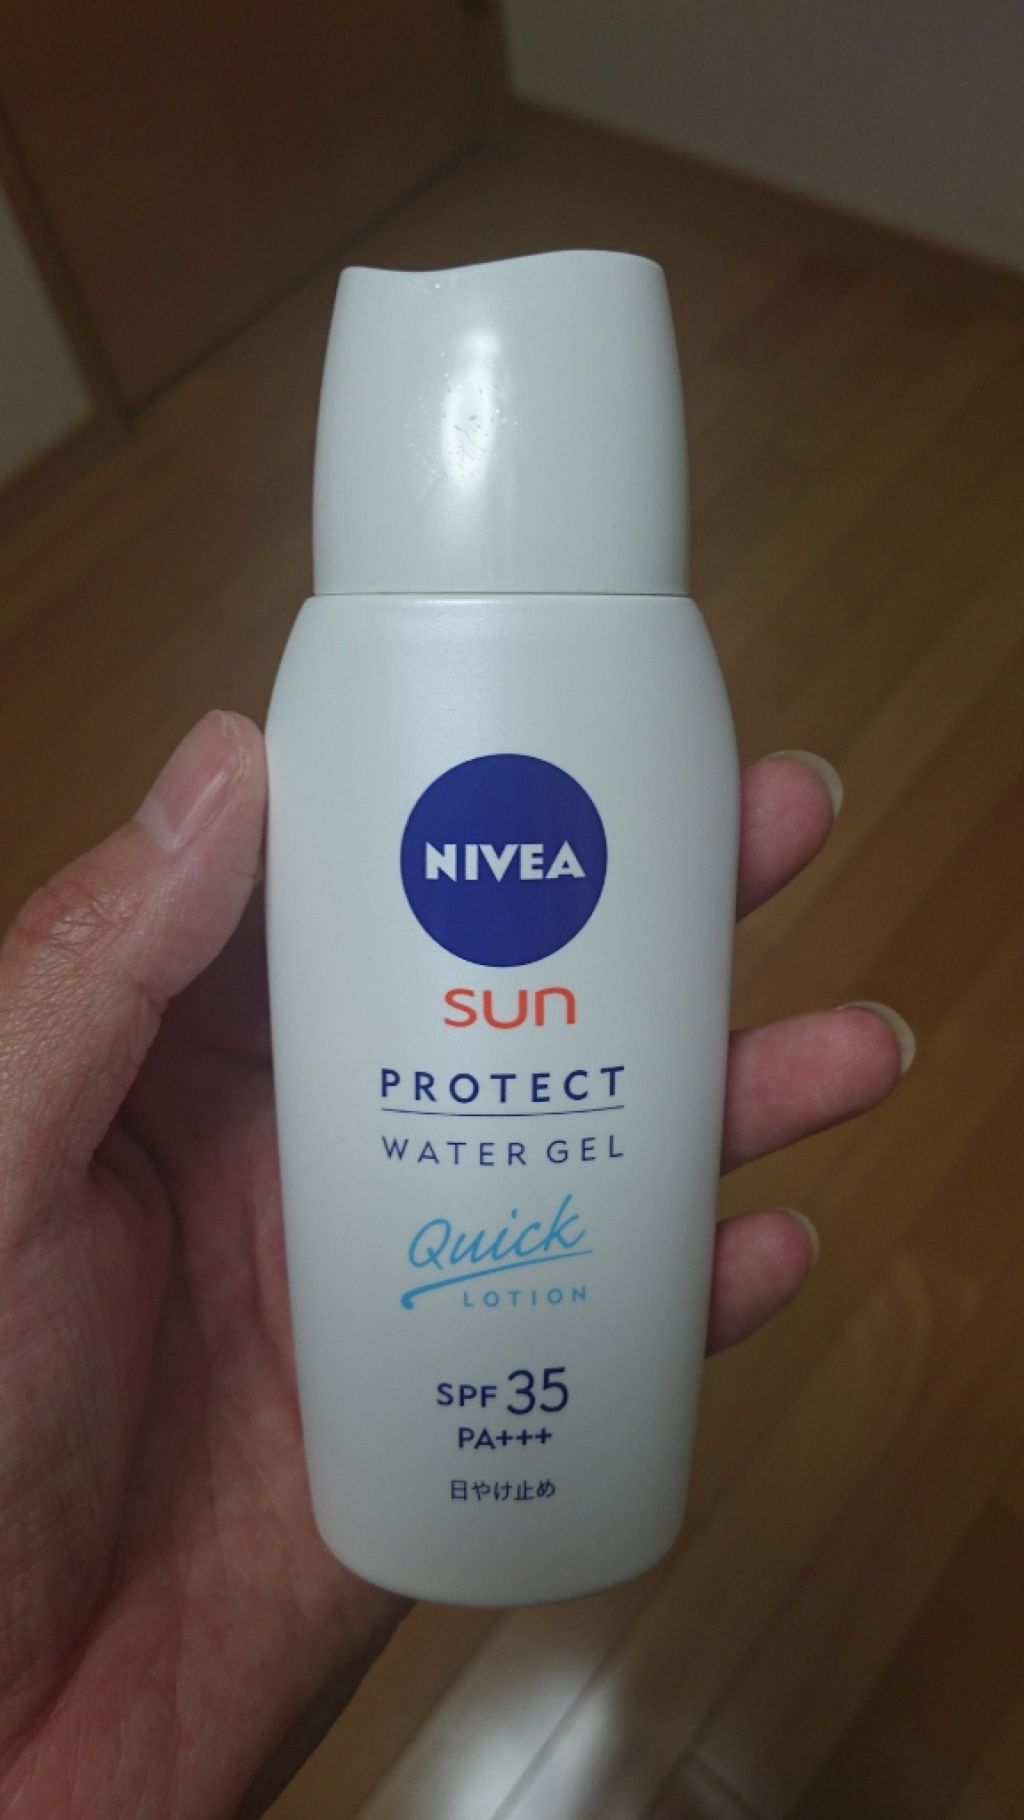 NIVEA
sun
PROTECT
WATER GEL
Quick
LOTION
SPF 35
PA+++
日やけ止め